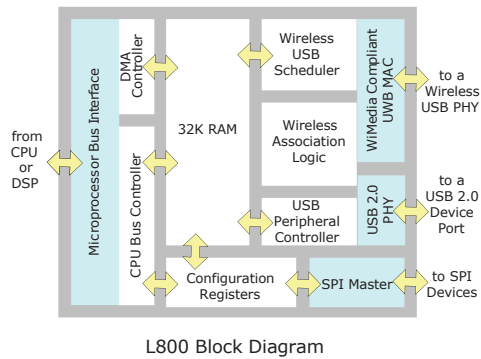 from
CPU
or
DSP
Microprocessor Bus Interface
DMA
Controller
CPU Bus Controller
32K RAM
Wireless
USB
Scheduler
Wireless
Association
Logic
USB
Peripheral
Controller
WiMedia Compliant
UWB MAC
USB 2.0
PHY
Configuration
Registers
SPI Master
to a
Wireless
USB PHY
to a
USB 2.0
Device
Port
to SPI
Devices
L800 Block Diagram